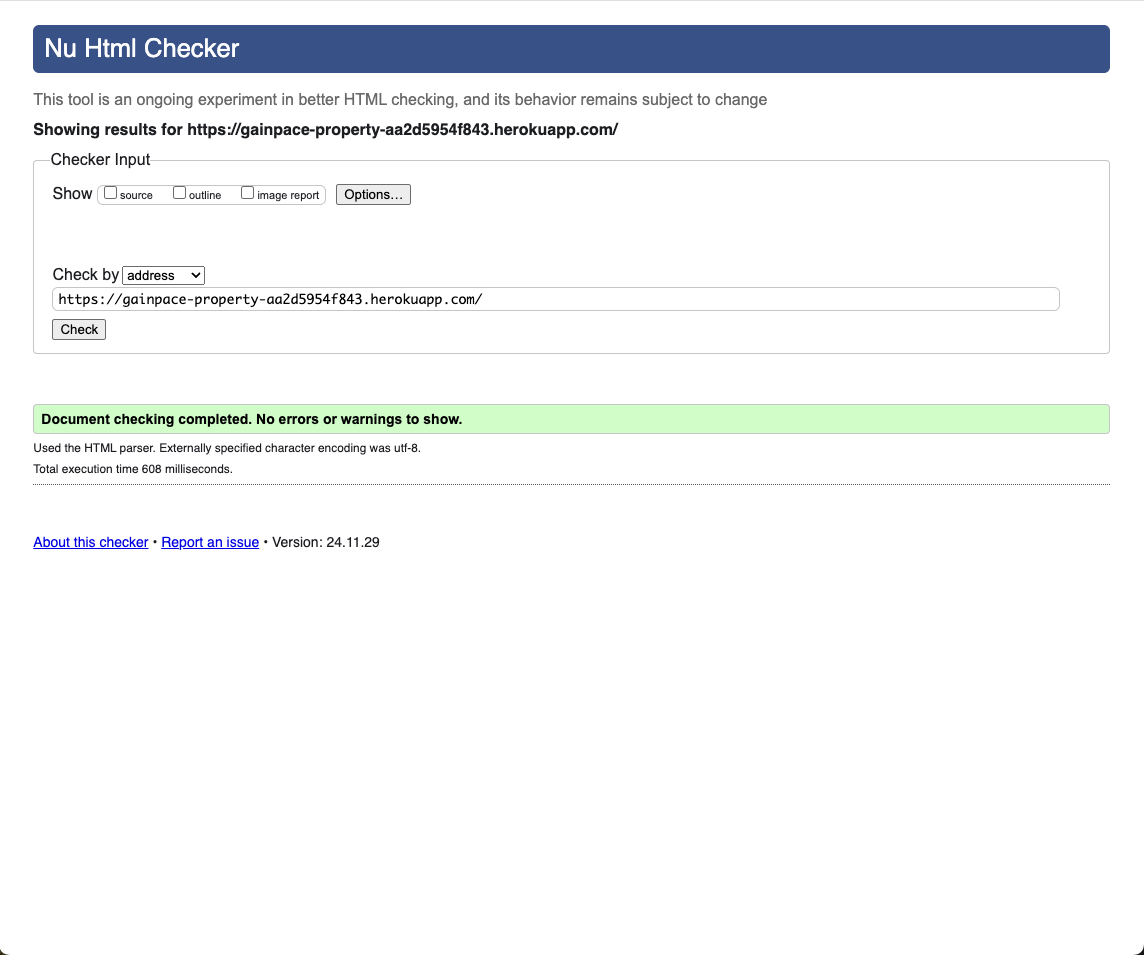 Nu Html Checker
This tool is an ongoing experiment in better HTML checking, and its behavior remains subject to change
Showing results for https://gainpace-property-aa2d5954f843.herokuapp.com/
Checker Input
Show source outline image report Options...
Check by address
https://gainpace-property-aa2d5954f843.herokuapp.com/
Check
Document checking completed. No errors or warnings to show.
Used the HTML parser. Externally specified character encoding was utf-8.
Total execution time 608 milliseconds.
About this checker • Report an issue • Version: 24.11.29